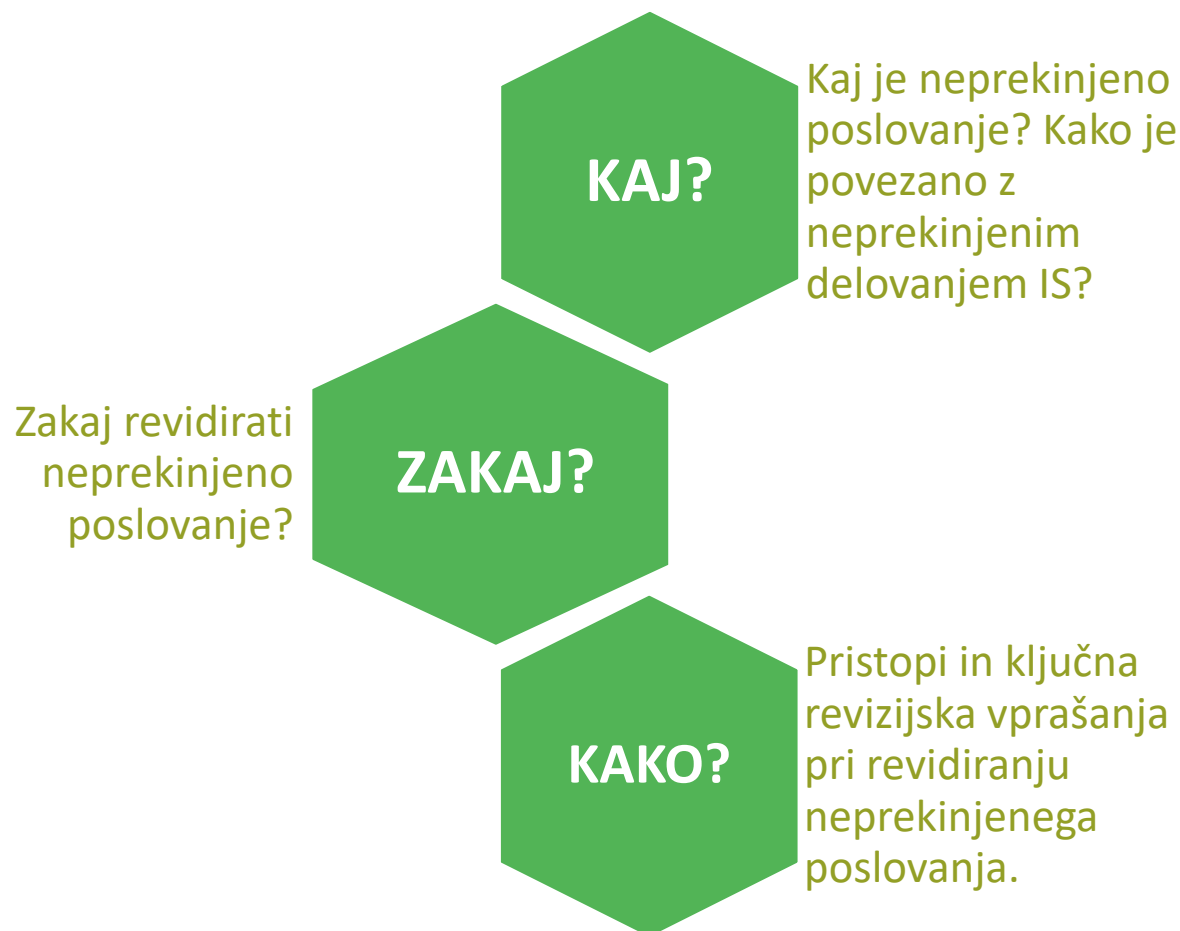 KAJ?
Kaj je neprekinjeno
poslovanje? Kako je
povezano z
neprekinjenim
delovanjem IS?
Zakaj revidirati
neprekinjeno
poslovanje?
ZAKAJ?
KAKO?
Pristopi in ključna
revizijska vprašanja
pri revidiranju
neprekinjenega
poslovanja.